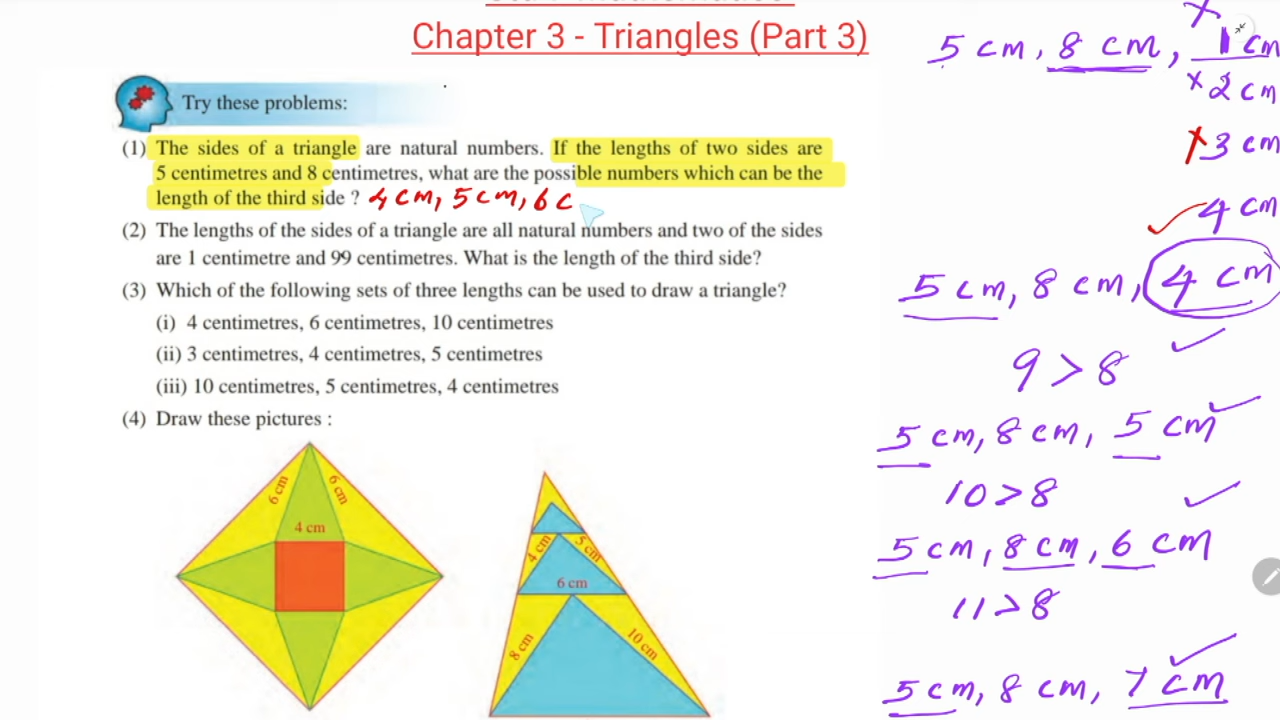 Chapter 3 - Triangles (Part 3)
Try these problems:
(1) The sides of a triangle are natural numbers. If the lengths of two sides are
5 centimetres and 8 centimetres, what are the possible numbers which can be the
length of the third side ? 4 cm, 5 cm, 6 c
(2) The lengths of the sides of a triangle are all natural numbers and two of the sides
are 1 centimetre and 99 centimetres. What is the length of the third side?
(3) Which of the following sets of three lengths can be used to draw a triangle?
(i) 4 centimetres, 6 centimetres, 10 centimetres
(ii) 3 centimetres, 4 centimetres, 5 centimetres
(iii) 10 centimetres, 5 centimetres, 4 centimetres
(4) Draw these pictures :
6 cm
6 cm
4 cm
4 cm
5 cm
6 cm
8 cm
10 cm
5 cm, 8 cm, 1 cm
× 2 cm
× 3 cm
✓ 4 cm
5 cm, 8 cm, 4 cm
9 > 8 ✓
5 cm, 8 cm, 5 cm ✓
10 > 8 ✓
5 cm, 8 cm, 6 cm
11 > 8
5 cm, 8 cm, 7 cm ✓